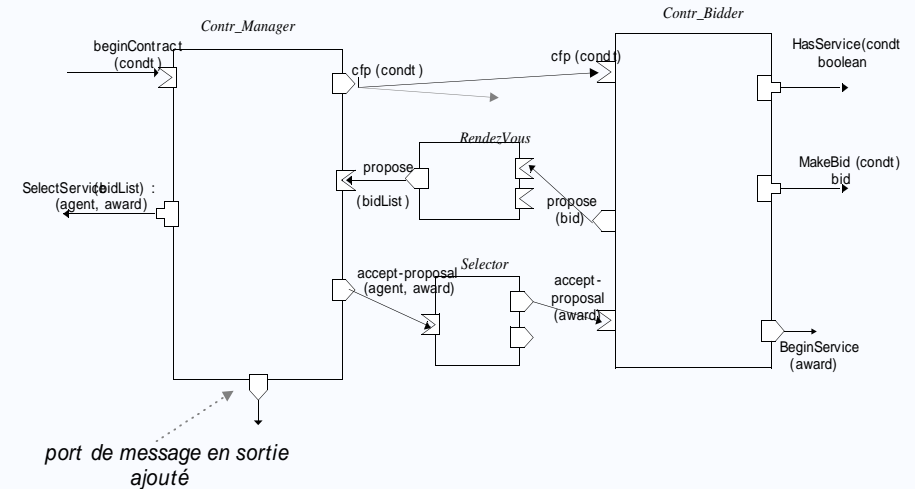 Contr_Manager
Contr_Bidder
beginContract
(condt)
cfp (condt)
cfp (condt)
HasService(condt
boolean
RendezVous
propose
(bidList)
MakeBid (condt)
bid
SelectService(bidList) :
(agent, award)
propose
(bid)
Selector
accept-proposal
(agent, award)
accept-
proposal
(award)
BeginService
(award)
port de message en sortie
ajouté